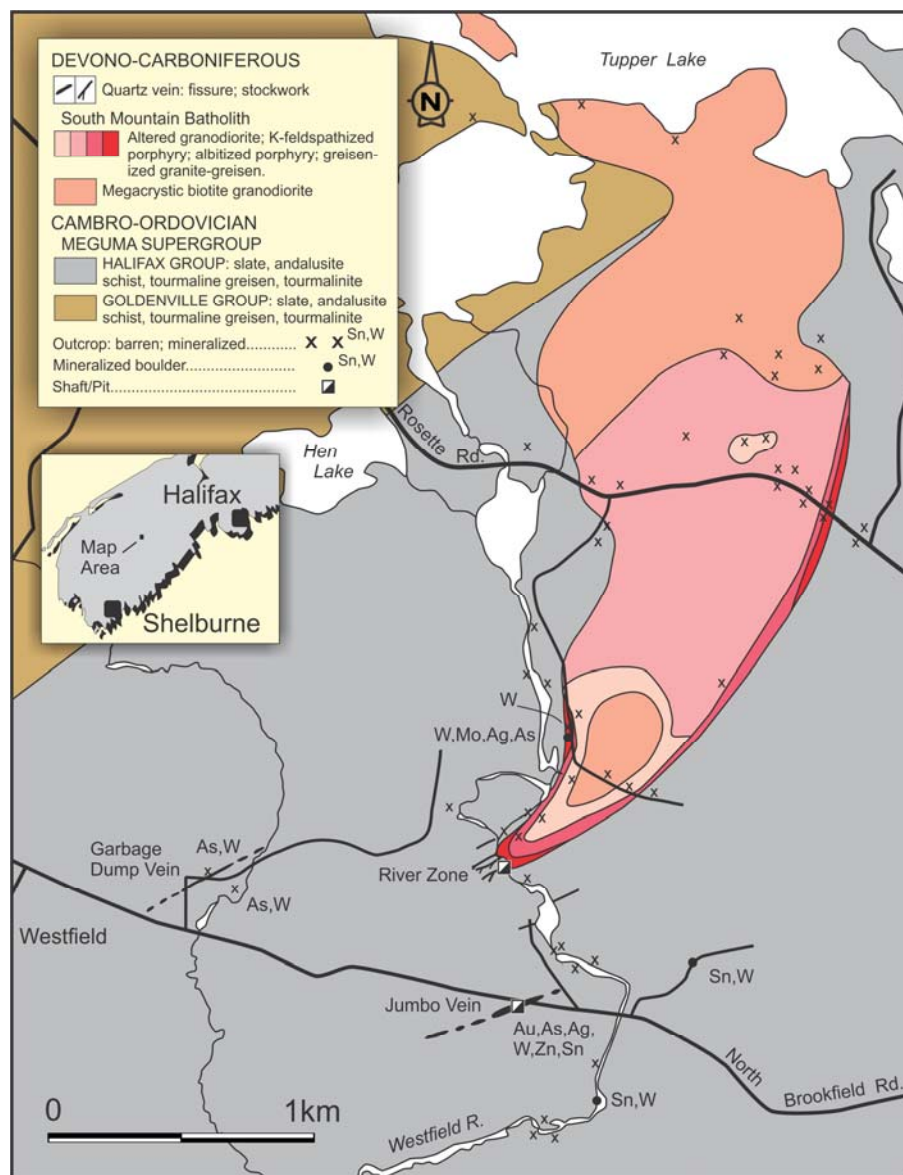 DEVONO-CARBONIFEROUS
Quartz vein: fissure; stockwork
South Mountain Batholith
Altered granodiorite; K-feldspathized
porphyry; albitized porphyry; greisen-
ized granite-greisen.
Megacrystic biotite granodiorite
CAMBRO-ORDOVICIAN
MEGUMA SUPERGROUP
HALIFAX GROUP: slate, andalusite
schist, tourmaline greisen, tourmalinite
GOLDENVILLE GROUP: slate, andalusite
schist, tourmaline greisen, tourmalinite
Outcrop: barren; mineralized............ x x Sn,W
Mineralized boulder.......................... Sn,W
Shaft/Pit.......................................
N
Tupper Lake
Rosette Rd.
Hen
Lake
Halifax
Map
Area
Shelburne
W
W,Mo,Ag,As
Garbage
Dump Vein
As,W
As,W
River Zone
Westfield
Jumbo Vein
Au,As,Ag,
W,Zn,Sn
Sn,W
North
Brookfield Rd.
Sn,W
Westfield R.
0 1km